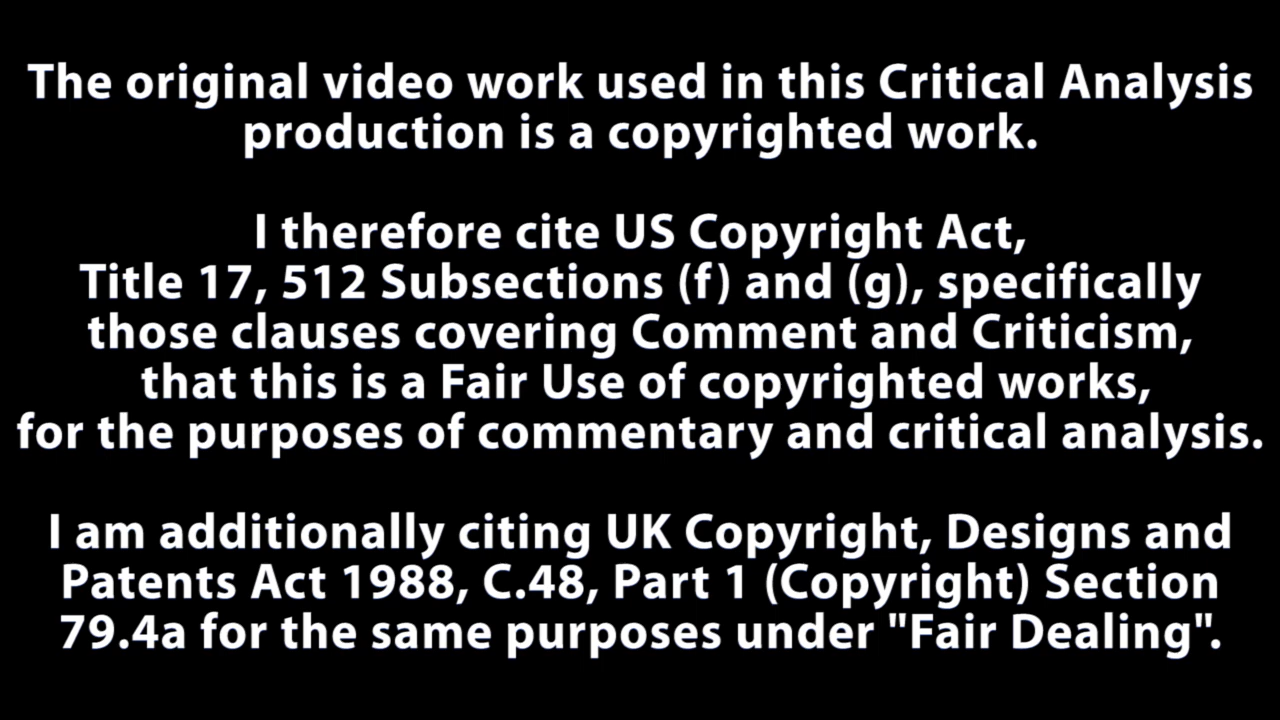 The original video work used in this Critical Analysis
production is a copyrighted work.
I therefore cite US Copyright Act,
Title 17, 512 Subsections (f) and (g), specifically
those clauses covering Comment and Criticism,
that this is a Fair Use of copyrighted works,
for the purposes of commentary and critical analysis.
I am additionally citing UK Copyright, Designs and
Patents Act 1988, C.48, Part 1 (Copyright) Section
79.4a for the same purposes under "Fair Dealing".